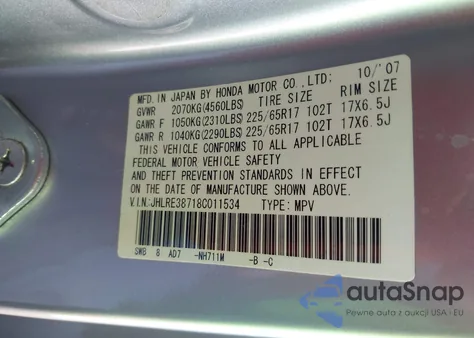 MFD. IN JAPAN BY HONDA MOTOR CO., LTD: 10/'07
GVWR 2070KG(4560LBS) TIRE SIZE RIM SIZE
GAWR F 1050KG(2310LBS) 225/65R17 102T 17X6.5J
GAWR R 1040KG(2290LBS) 225/65R17 102T 17X6.5J
THIS VEHICLE CONFORMS TO ALL APPLICABLE
FEDERAL MOTOR VEHICLE SAFETY
AND THEFT PREVENTION STANDARDS IN EFFECT
ON THE DATE OF MANUFACTURE SHOWN ABOVE.
V.I.N.:JHLRE38718C011534 TYPE: MPV
SWB 8 AD7 -NH711M -B -C
autoSnap
Pewne auta z aukcji USA i EU